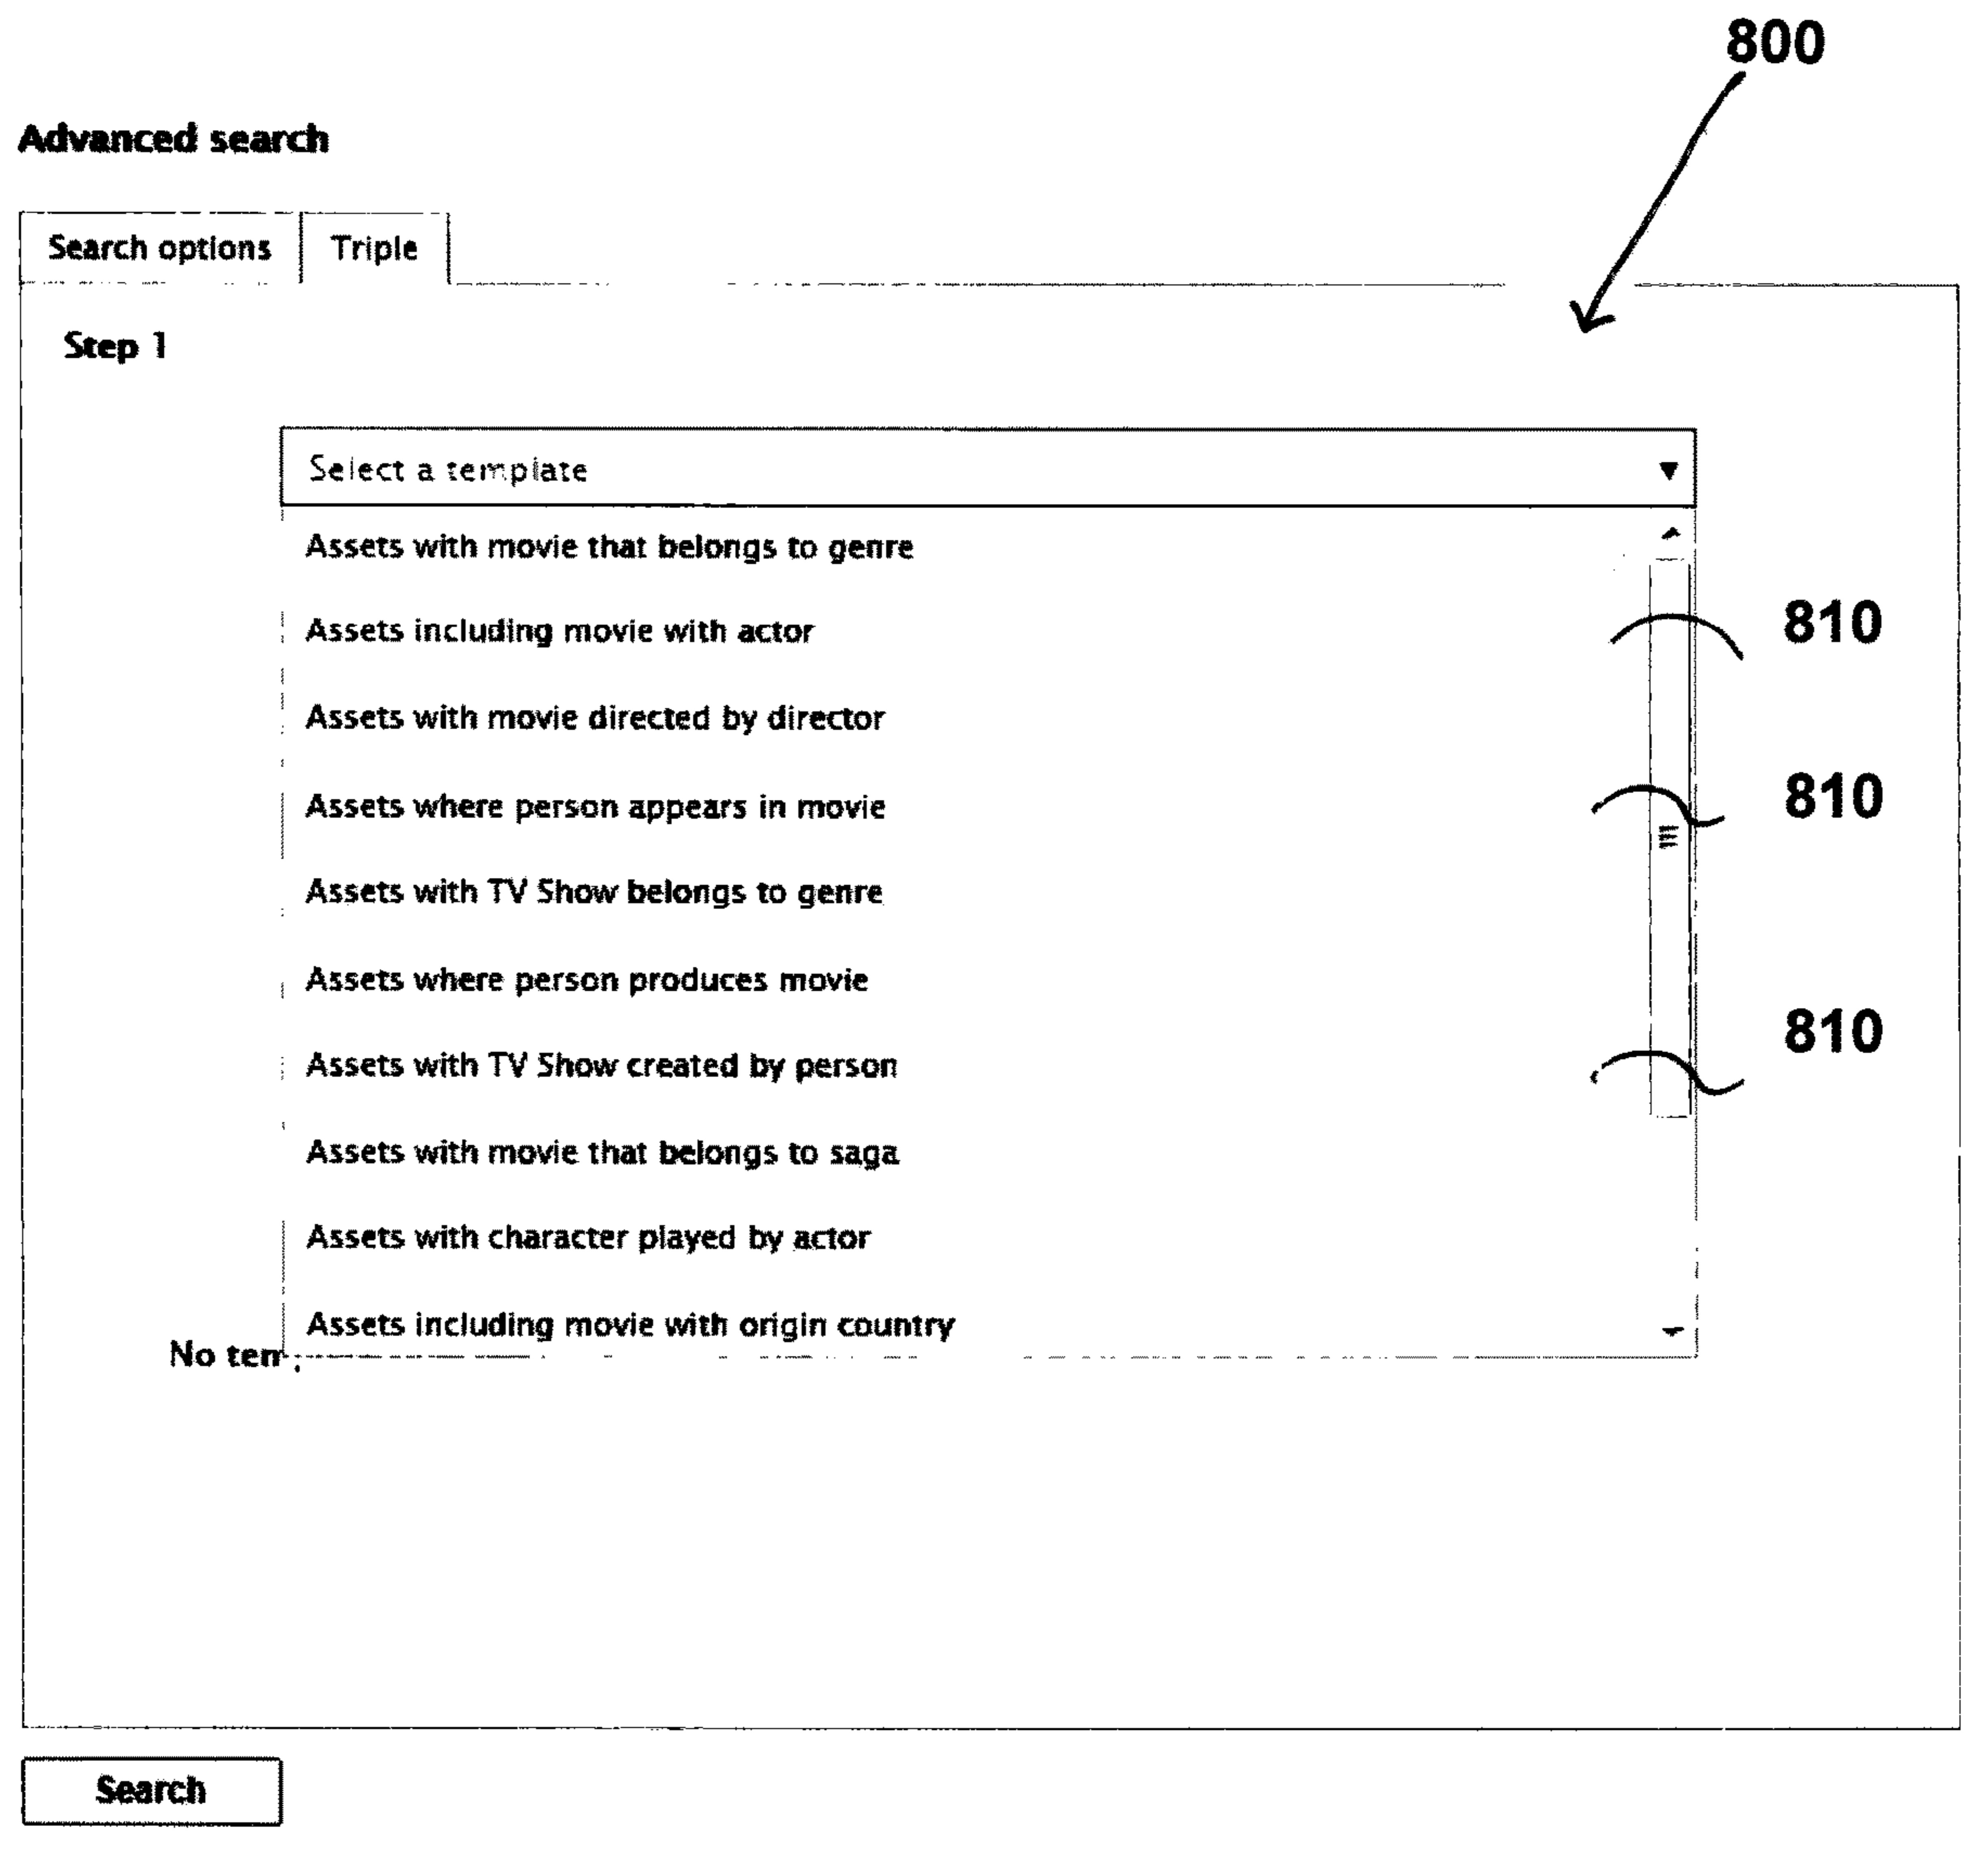 800
Advanced search
Search options Triple
Step 1
Select a template
Assets with movie that belongs to genre
Assets including movie with actor
810
Assets with movie directed by director
Assets where person appears in movie
810
Assets with TV Show belongs to genre
Assets where person produces movie
Assets with TV Show created by person
810
Assets with movie that belongs to saga
Assets with character played by actor
Assets including movie with origin country
No
Search